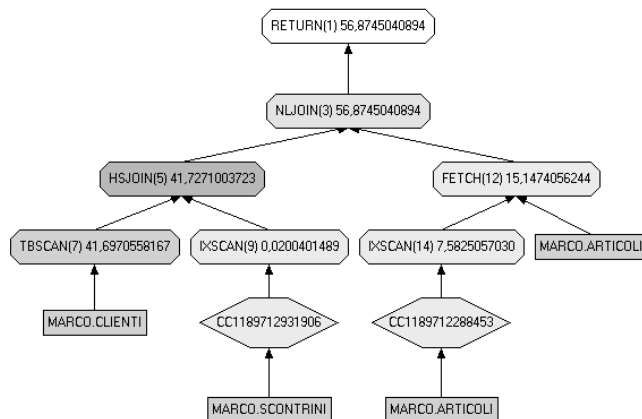 RETURN(1) 56,8745040894
NLJOIN(3) 56,8745040894
HSJOIN(5) 41,7271003723
FETCH(12) 15,1474056244
TBSCAN(7) 41,6970558167
IXSCAN(9) 0,0200401489
IXSCAN(14) 7,5825057030
MARCO.ARTICOLI
MARCO.CLIENTI
CC1189712931906
CC1189712288453
MARCO.SCONTRINI
MARCO.ARTICOLI